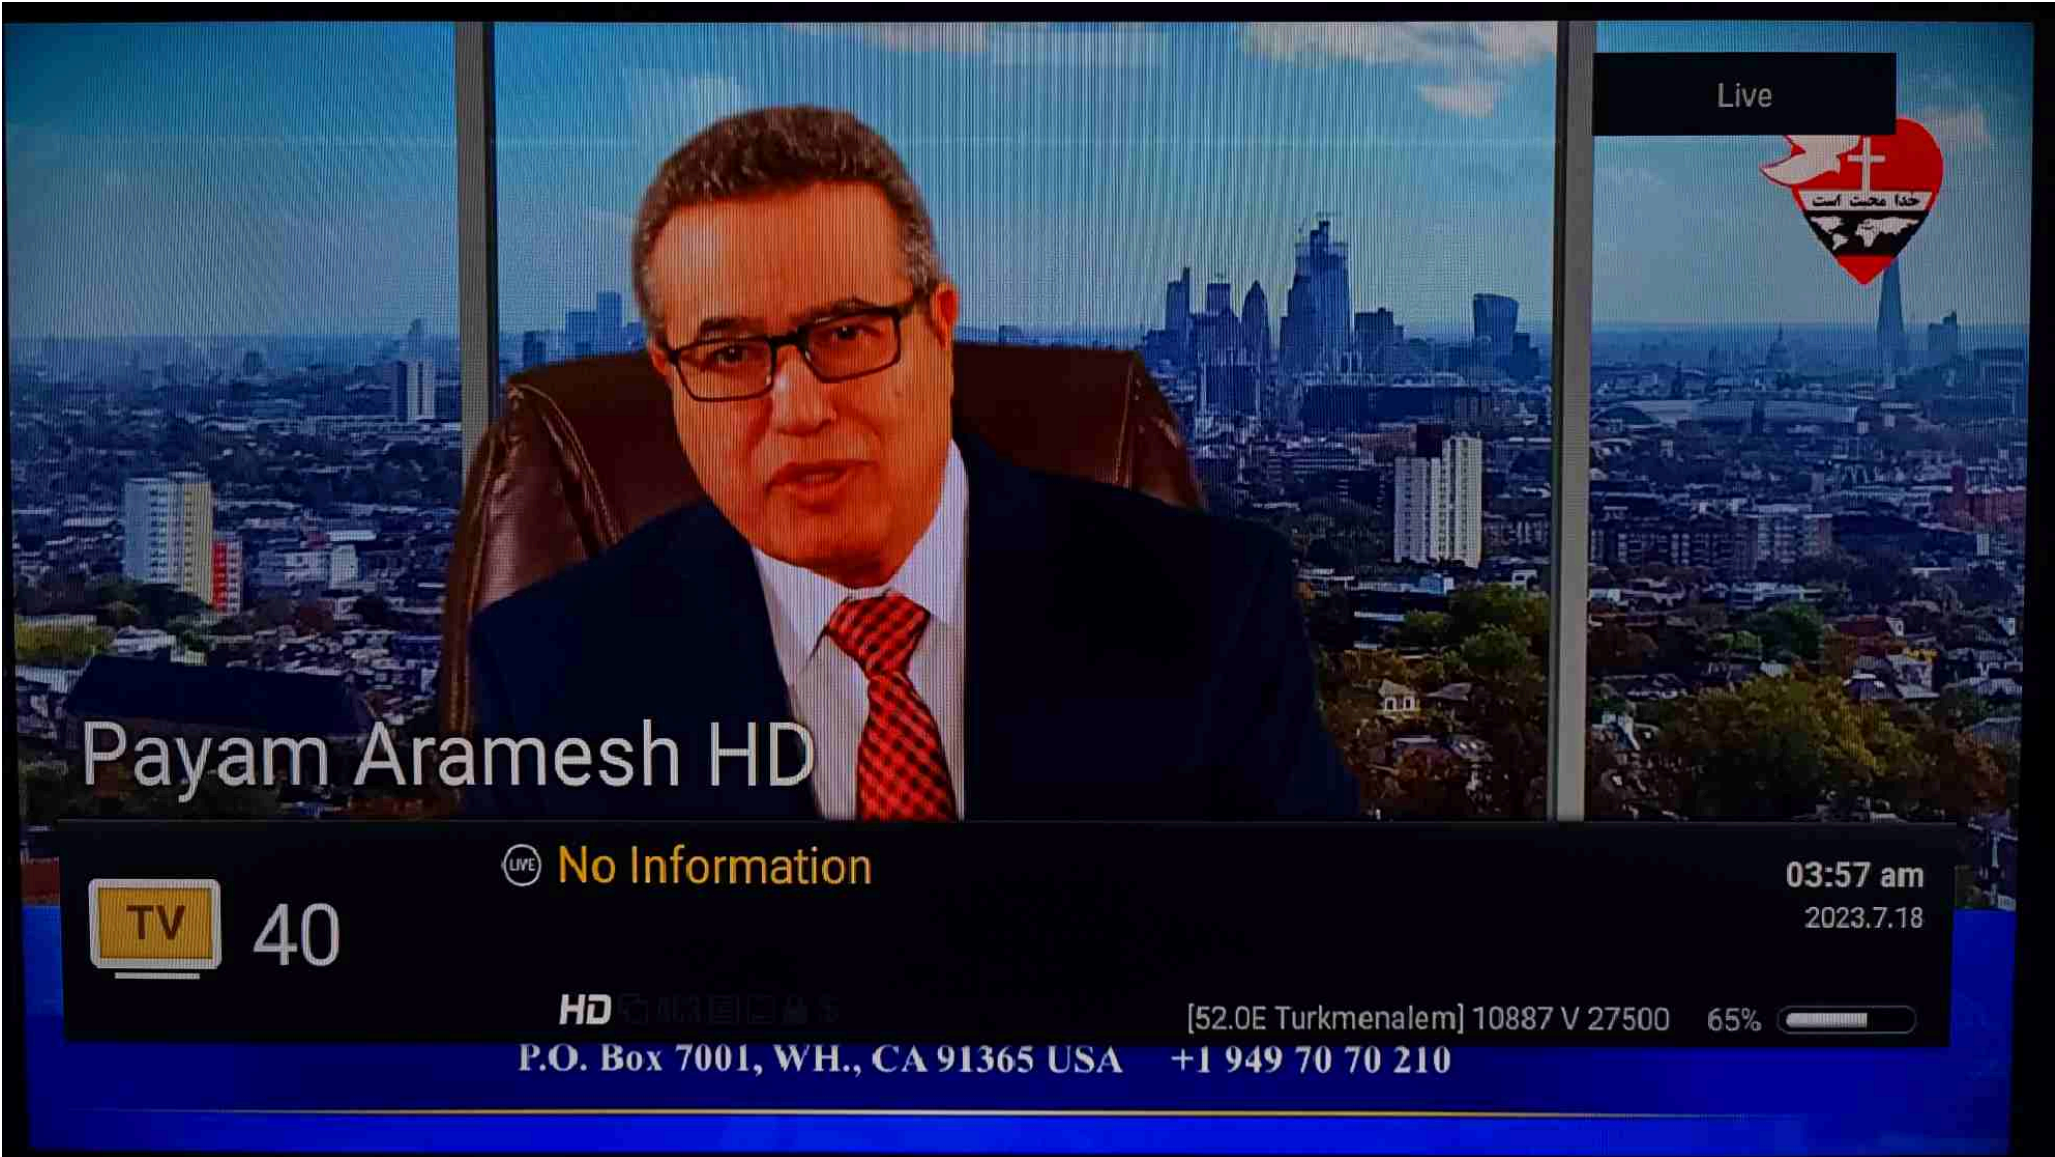 Live
خدا محبت است
Payam Aramesh HD
LIVE No Information
03:57 am
2023.7.18
TV 40
HD
[52.0E Turkmenalem] 10887 V 27500 65%
P.O. Box 7001, WH., CA 91365 USA +1 949 70 70 210